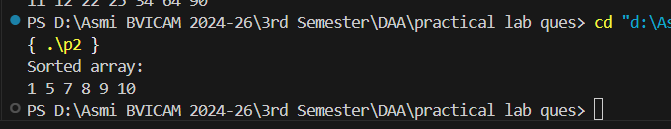 11 12 22 25 34 64 90
PS D:\Asmi BVICAM 2024-26\3rd Semester\DAA\practical lab ques> cd "d:\As
{ .\p2 }
Sorted array:
1 5 7 8 9 10
PS D:\Asmi BVICAM 2024-26\3rd Semester\DAA\practical lab ques>